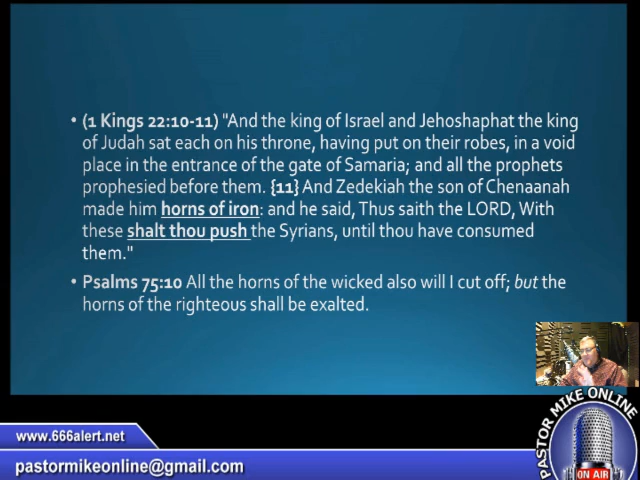 • (1 Kings 22:10-11) "And the king of Israel and Jehoshaphat the king
of Judah sat each on his throne, having put on their robes, in a void
place in the entrance of the gate of Samaria; and all the prophets
prophesied before them. {11} And Zedekiah the son of Chenaanah
made him horns of iron: and he said, Thus saith the LORD, With
these shalt thou push the Syrians, until thou have consumed
them."
• Psalms 75:10 All the horns of the wicked also will I cut off; but the
horns of the righteous shall be exalted.
www.666alert.net
pastormikeonline@gmail.com
PASTOR MIKE ONLINE
ON AIR